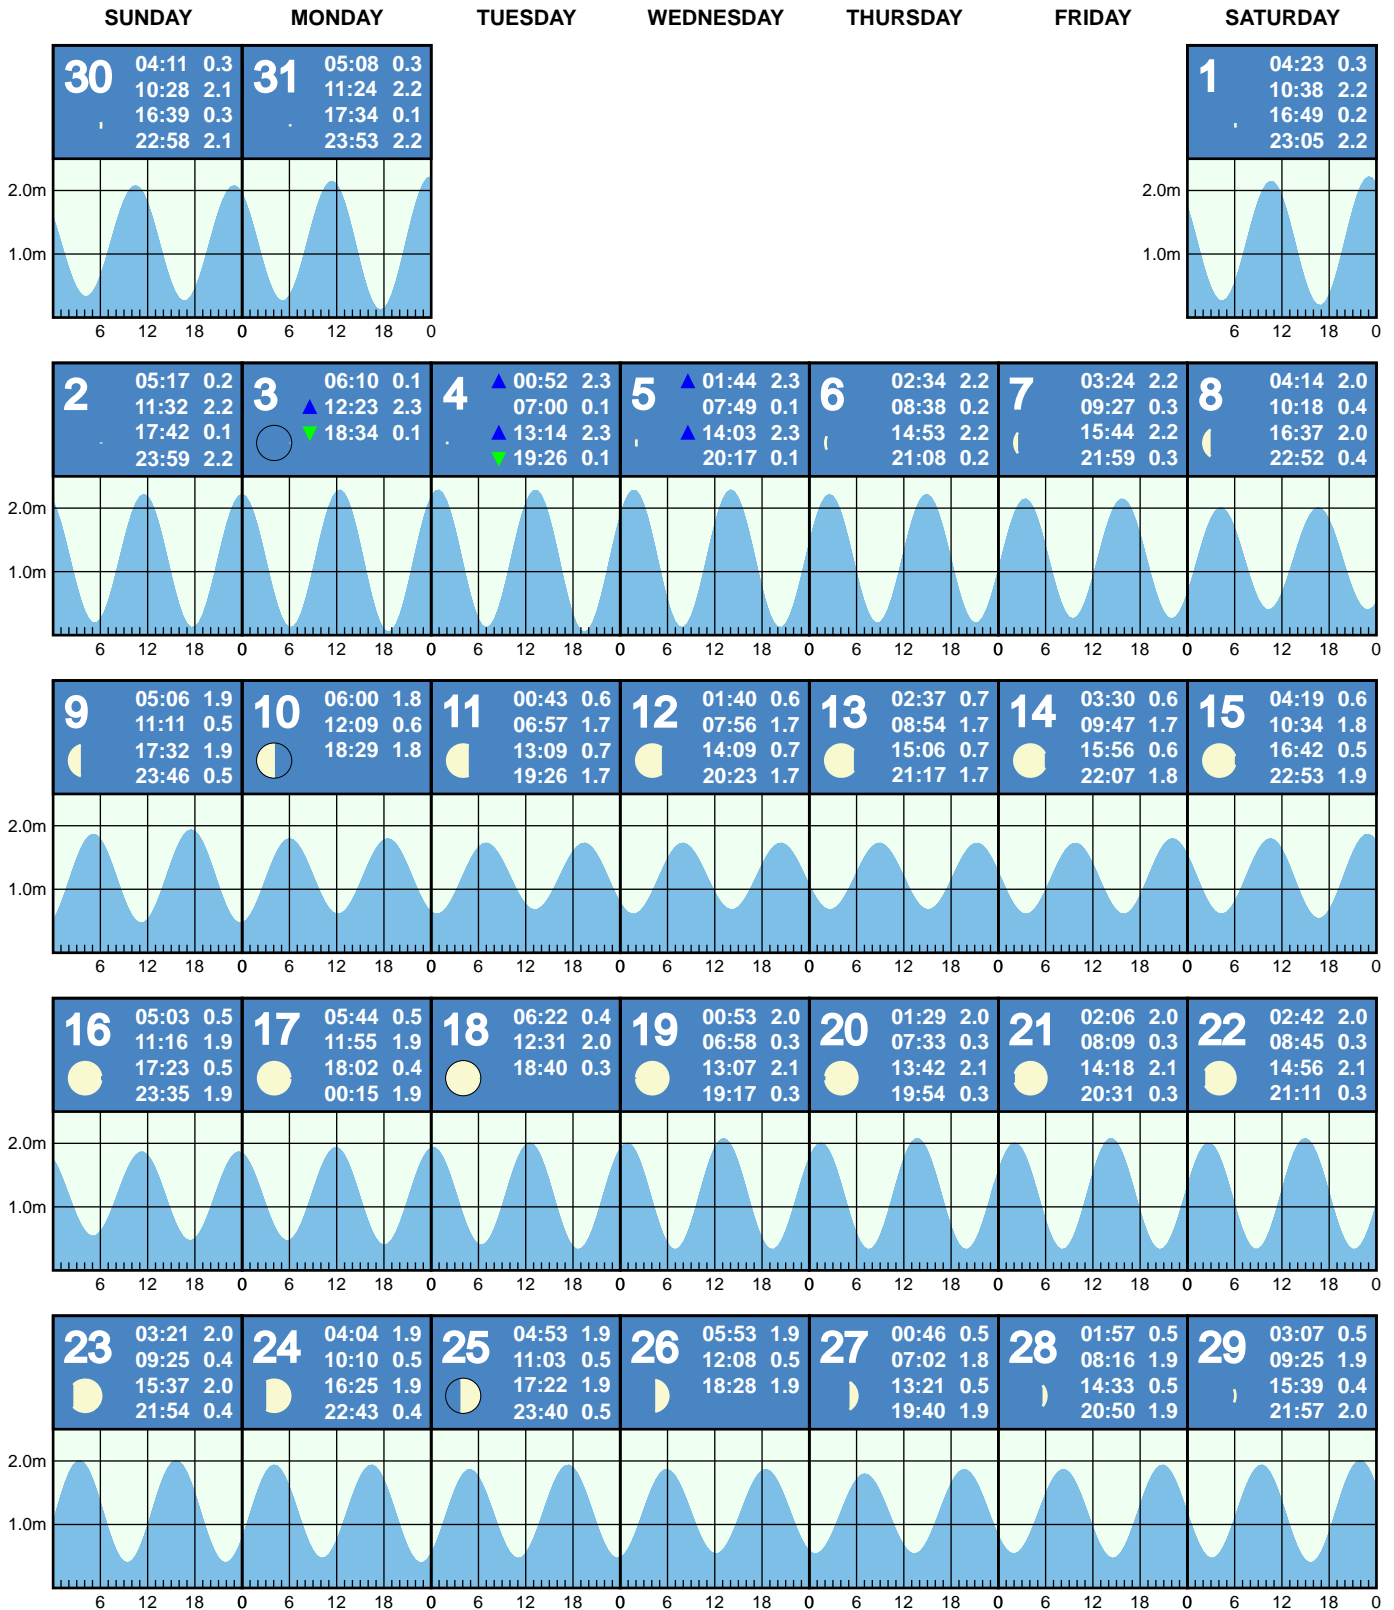 SUNDAY MONDAY TUESDAY WEDNESDAY THURSDAY FRIDAY SATURDAY
30 04:11 0.3
10:28 2.1
16:39 0.3
22:58 2.1
31 05:08 0.3
11:24 2.2
17:34 0.1
23:53 2.2
1 04:23 0.3
10:38 2.2
16:49 0.2
23:05 2.2
2.0m 2.0m
1.0m 1.0m
6 12 18 0 6 12 18 0 6 12 18 0
2 05:17 0.2
11:32 2.2
17:42 0.1
23:59 2.2
3 06:10 0.1
12:23 2.3
18:34 0.1
4 00:52 2.3
07:00 0.1
13:14 2.3
19:26 0.1
5 01:44 2.3
07:49 0.1
14:03 2.3
20:17 0.1
6 02:34 2.2
08:38 0.2
14:53 2.2
21:08 0.2
7 03:24 2.2
09:27 0.3
15:44 2.2
21:59 0.3
8 04:14 2.0
10:18 0.4
16:37 2.0
22:52 0.4
2.0m
1.0m
6 12 18 0 6 12 18 0 6 12 18 0 6 12 18 0 6 12 18 0 6 12 18 0 6 12 18 0
9 05:06 1.9
11:11 0.5
17:32 1.9
23:46 0.5
10 06:00 1.8
12:09 0.6
18:29 1.8
11 00:43 0.6
06:57 1.7
13:09 0.7
19:26 1.7
12 01:40 0.6
07:56 1.7
14:09 0.7
20:23 1.7
13 02:37 0.7
08:54 1.7
15:06 0.7
21:17 1.7
14 03:30 0.6
09:47 1.7
15:56 0.6
22:07 1.8
15 04:19 0.6
10:34 1.8
16:42 0.5
22:53 1.9
2.0m
1.0m
6 12 18 0 6 12 18 0 6 12 18 0 6 12 18 0 6 12 18 0 6 12 18 0 6 12 18 0
16 05:03 0.5
11:16 1.9
17:23 0.5
23:35 1.9
17 05:44 0.5
11:55 1.9
18:02 0.4
00:15 1.9
18 06:22 0.4
12:31 2.0
18:40 0.3
19 00:53 2.0
06:58 0.3
13:07 2.1
19:17 0.3
20 01:29 2.0
07:33 0.3
13:42 2.1
19:54 0.3
21 02:06 2.0
08:09 0.3
14:18 2.1
20:31 0.3
22 02:42 2.0
08:45 0.3
14:56 2.1
21:11 0.3
2.0m
1.0m
6 12 18 0 6 12 18 0 6 12 18 0 6 12 18 0 6 12 18 0 6 12 18 0 6 12 18 0
23 03:21 2.0
09:25 0.4
15:37 2.0
21:54 0.4
24 04:04 1.9
10:10 0.5
16:25 1.9
22:43 0.4
25 04:53 1.9
11:03 0.5
17:22 1.9
23:40 0.5
26 05:53 1.9
12:08 0.5
18:28 1.9
27 00:46 0.5
07:02 1.8
13:21 0.5
19:40 1.9
28 01:57 0.5
08:16 1.9
14:33 0.5
20:50 1.9
29 03:07 0.5
09:25 1.9
15:39 0.4
21:57 2.0
2.0m
1.0m
6 12 18 0 6 12 18 0 6 12 18 0 6 12 18 0 6 12 18 0 6 12 18 0 6 12 18 0